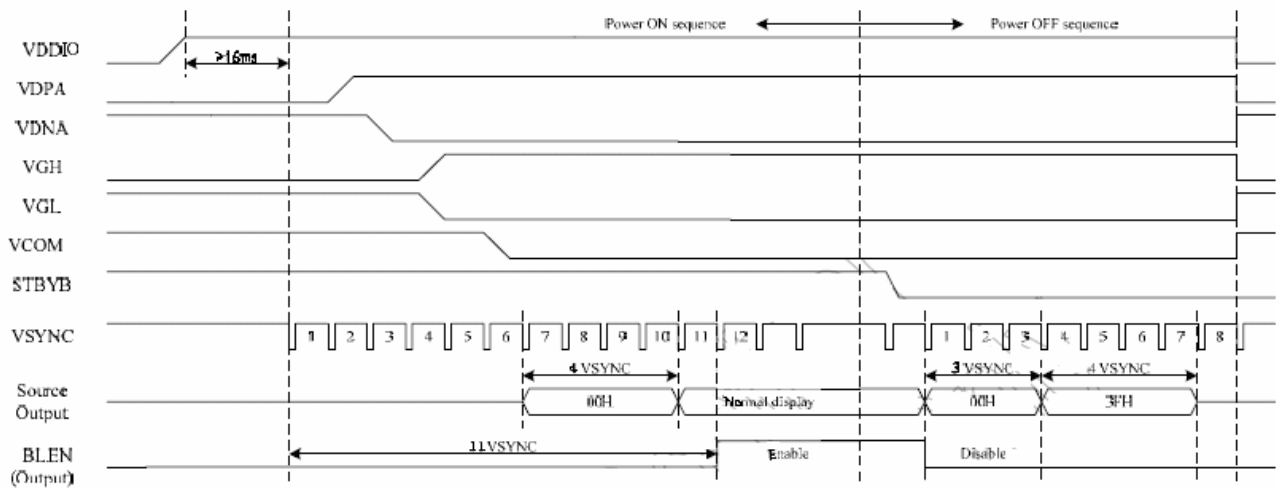 Power ON sequence Power OFF sequence
VDDIO
>16ms
VDPA
VDNA
VGH
VGL
VCOM
STBYB
VSYNC 1 2 3 4 5 6 7 8 9 10 11 12 1 2 3 4 5 6 7 8
4 VSYNC 3 VSYNC 4 VSYNC
Source
Output
00H Normal display 00H 3FH
11 VSYNC
BLEN
(Output)
Enable Disable